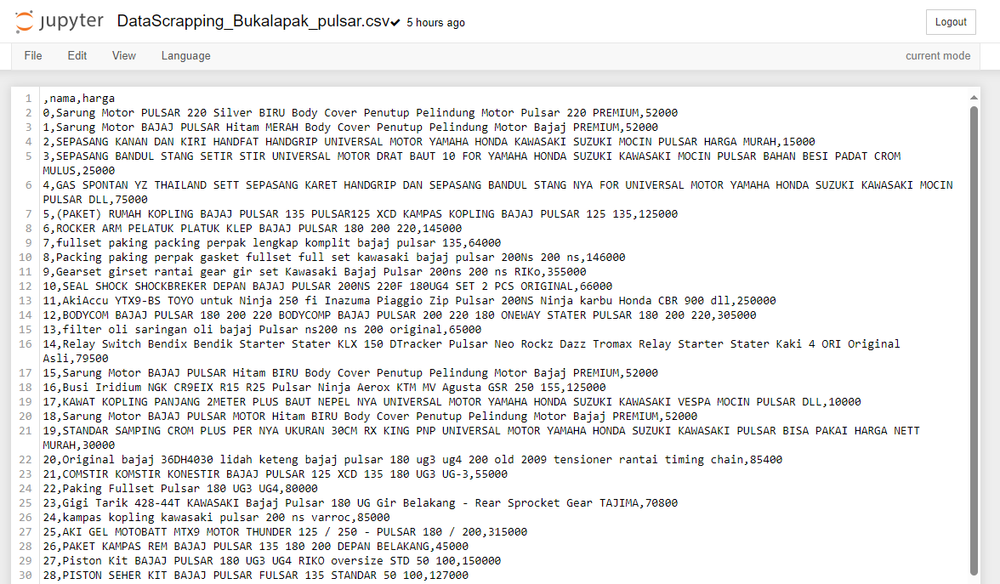 jupyter DataScrapping_Bukalapak_pulsar.csv✔ 5 hours ago Logout
File Edit View Language current mode
1 ,nama,harga
2 0,Sarung Motor PULSAR 220 Silver BIRU Body Cover Penutup Pelindung Motor Pulsar 220 PREMIUM,52000
3 1,Sarung Motor BAJAJ PULSAR Hitam MERAH Body Cover Penutup Pelindung Motor Bajaj PREMIUM,52000
4 2,SEPASANG KANAN DAN KIRI HANDFAT HANDGRIP UNIVERSAL MOTOR YAMAHA HONDA KAWASAKI SUZUKI MOCIN PULSAR HARGA MURAH,15000
5 3,SEPASANG BANDUL STANG SETIR STIR UNIVERSAL MOTOR DRAT BAUT 10 FOR YAMAHA HONDA SUZUKI KAWASAKI MOCIN PULSAR BAHAN BESI PADAT CROM
MULUS,25000
6 4,GAS SPONTAN YZ THAILAND SETT SEPASANG KARET HANDGRIP DAN SEPASANG BANDUL STANG NYA FOR UNIVERSAL MOTOR YAMAHA HONDA SUZUKI KAWASAKI MOCIN
PULSAR DLL,75000
7 5,(PAKET) RUMAH KOPLING BAJAJ PULSAR 135 PULSAR125 XCD KAMPAS KOPLING BAJAJ PULSAR 125 135,125000
8 6,ROCKER ARM PELATUK PLATUK KLEP BAJAJ PULSAR 180 200 220,145000
9 7,fullset paking packing perpak lengkap komplit bajaj pulsar 135,64000
10 8,Packing paking perpak gasket fullset full set kawasaki bajaj pulsar 200Ns 200 ns,146000
11 9,Gearset girset rantai gear gir set Kawasaki Bajaj Pulsar 200ns 200 ns RIKo,355000
12 10,SEAL SHOCK SHOCKBREKER DEPAN BAJAJ PULSAR 200NS 220F 180UG4 SET 2 PCS ORIGINAL,66000
13 11,AkiAccu YTX9-BS TOYO untuk Ninja 250 fi Inazuma Piaggio Zip Pulsar 200NS Ninja karbu Honda CBR 900 dll,250000
14 12,BODYCOM BAJAJ PULSAR 180 200 220 BODYCOMP BAJAJ PULSAR 200 220 180 ONEWAY STATER PULSAR 180 200 220,305000
15 13,filter oli saringan oli bajaj Pulsar ns200 ns 200 original,65000
16 14,Relay Switch Bendix Bendik Starter Stater KLX 150 DTracker Pulsar Neo Rockz Dazz Tromax Relay Starter Stater Kaki 4 ORI Original
Asli,79500
17 15,Sarung Motor BAJAJ PULSAR Hitam BIRU Body Cover Penutup Pelindung Motor Bajaj PREMIUM,52000
18 16,Busi Iridium NGK CR9EIX R15 R25 Pulsar Ninja Aerox KTM MV Agusta GSR 250 155,125000
19 17,KAWAT KOPLING PANJANG 2METER PLUS BAUT NEPEL NYA UNIVERSAL MOTOR YAMAHA HONDA SUZUKI KAWASAKI VESPA MOCIN PULSAR DLL,10000
20 18,Sarung Motor BAJAJ PULSAR MOTOR Hitam BIRU Body Cover Penutup Pelindung Motor Bajaj PREMIUM,52000
21 19,STANDAR SAMPING CROM PLUS PER NYA UKURAN 30CM RX KING PNP UNIVERSAL MOTOR YAMAHA HONDA SUZUKI KAWASAKI PULSAR BISA PAKAI HARGA NETT
MURAH,30000
22 20,Original bajaj 36DH4030 lidah keteng bajaj pulsar 180 ug3 ug4 200 old 2009 tensioner rantai timing chain,85400
23 21,COMSTIR KOMSTIR KONESTIR BAJAJ PULSAR 125 XCD 135 180 UG3 UG-3,55000
24 22,Paking Fullset Pulsar 180 UG3 UG4,80000
25 23,Gigi Tarik 428-44T KAWASAKI Bajaj Pulsar 180 UG Gir Belakang - Rear Sprocket Gear TAJIMA,70800
26 24,kampas kopling kawasaki pulsar 200 ns varroc,85000
27 25,AKI GEL MOTOBATT MTX9 MOTOR THUNDER 125 / 250 - PULSAR 180 / 200,315000
28 26,PAKET KAMPAS REM BAJAJ PULSAR 135 180 200 DEPAN BELAKANG,45000
29 27,Piston Kit BAJAJ PULSAR 180 UG3 UG4 RIKO oversize STD 50 100,150000
30 28,PISTON SEHER KIT BAJAJ PULSAR FULSAR 135 STANDAR 50 100,127000